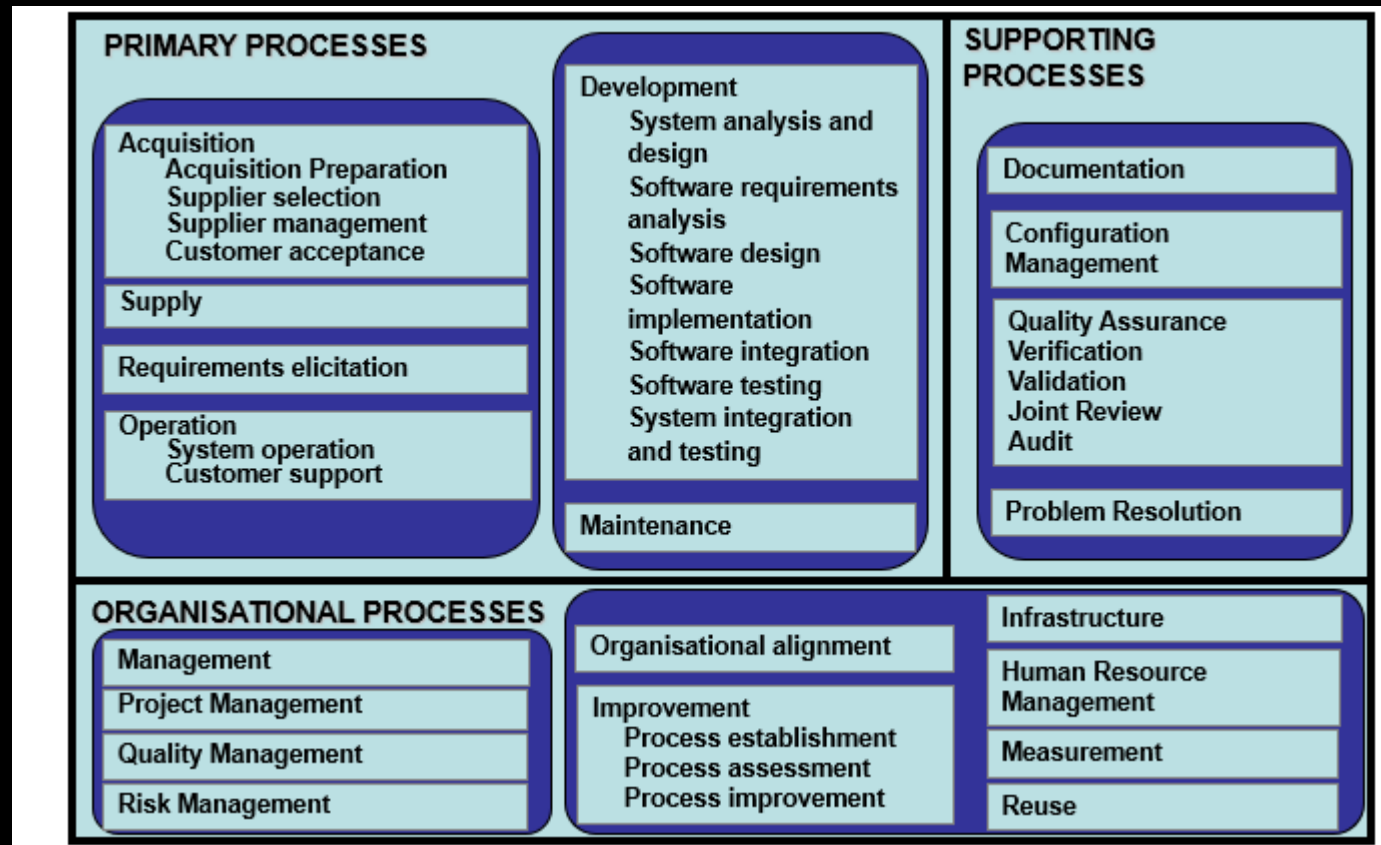 PRIMARY PROCESSES
Acquisition
Acquisition Preparation
Supplier selection
Supplier management
Customer acceptance
Supply
Requirements elicitation
Operation
System operation
Customer support
Development
System analysis and
design
Software requirements
analysis
Software design
Software
implementation
Software integration
Software testing
System integration
and testing
Maintenance
SUPPORTING
PROCESSES
Documentation
Configuration
Management
Quality Assurance
Verification
Validation
Joint Review
Audit
Problem Resolution
ORGANISATIONAL PROCESSES
Management
Project Management
Quality Management
Risk Management
Organisational alignment
Improvement
Process establishment
Process assessment
Process improvement
Infrastructure
Human Resource
Management
Measurement
Reuse